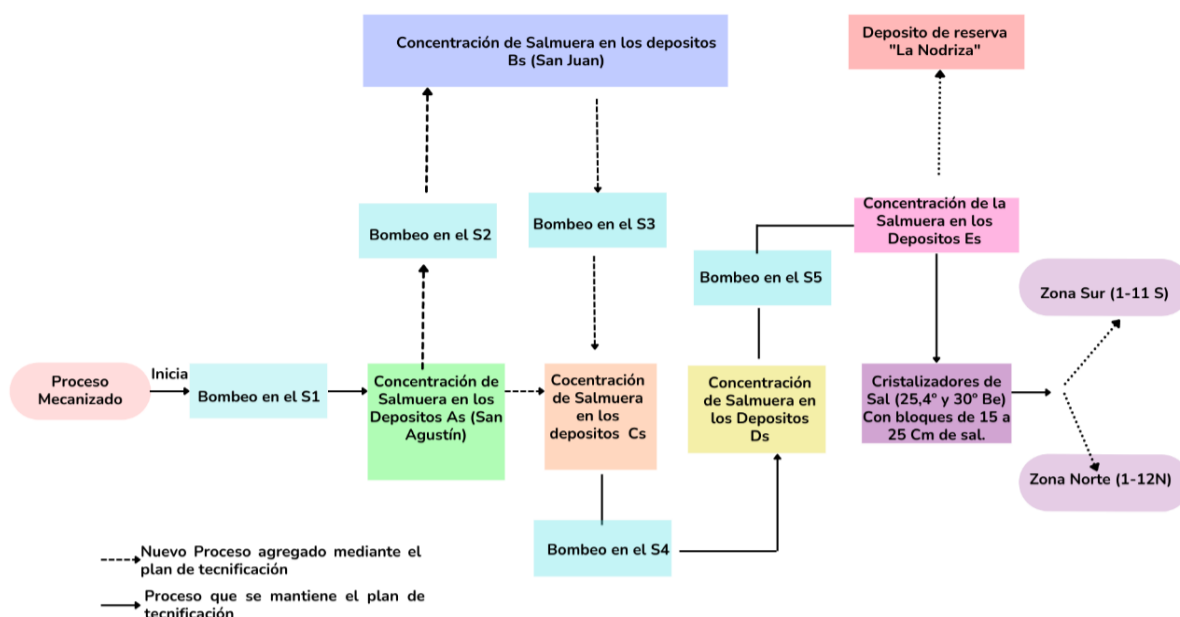 Concentración de Salmuera en los depositos
Bs (San Juan)
Deposito de reserva
"La Nodriza"
Bombeo en el S2
Bombeo en el S3
Concentración de la
Salmuera en los
Depositos Es
Bombeo en el S5
Zona Sur (1-11 S)
Proceso
Mecanizado
Inicia
Bombeo en el S1
Concentración de
Salmuera en los
Depositos As (San
Agustín)
Cocentración
de Salmuera
en los
depositos Cs
Concentración
de Salmuera en
los Depositos
Ds
Cristalizadores de
Sal (25,4º y 30º Be)
Con bloques de 15 a
25 Cm de sal.
Zona Norte (1-12N)
Bombeo en el S4
Nuevo Proceso agregado mediante el
plan de tecnificación
Proceso que se mantiene el plan de
tecnificación